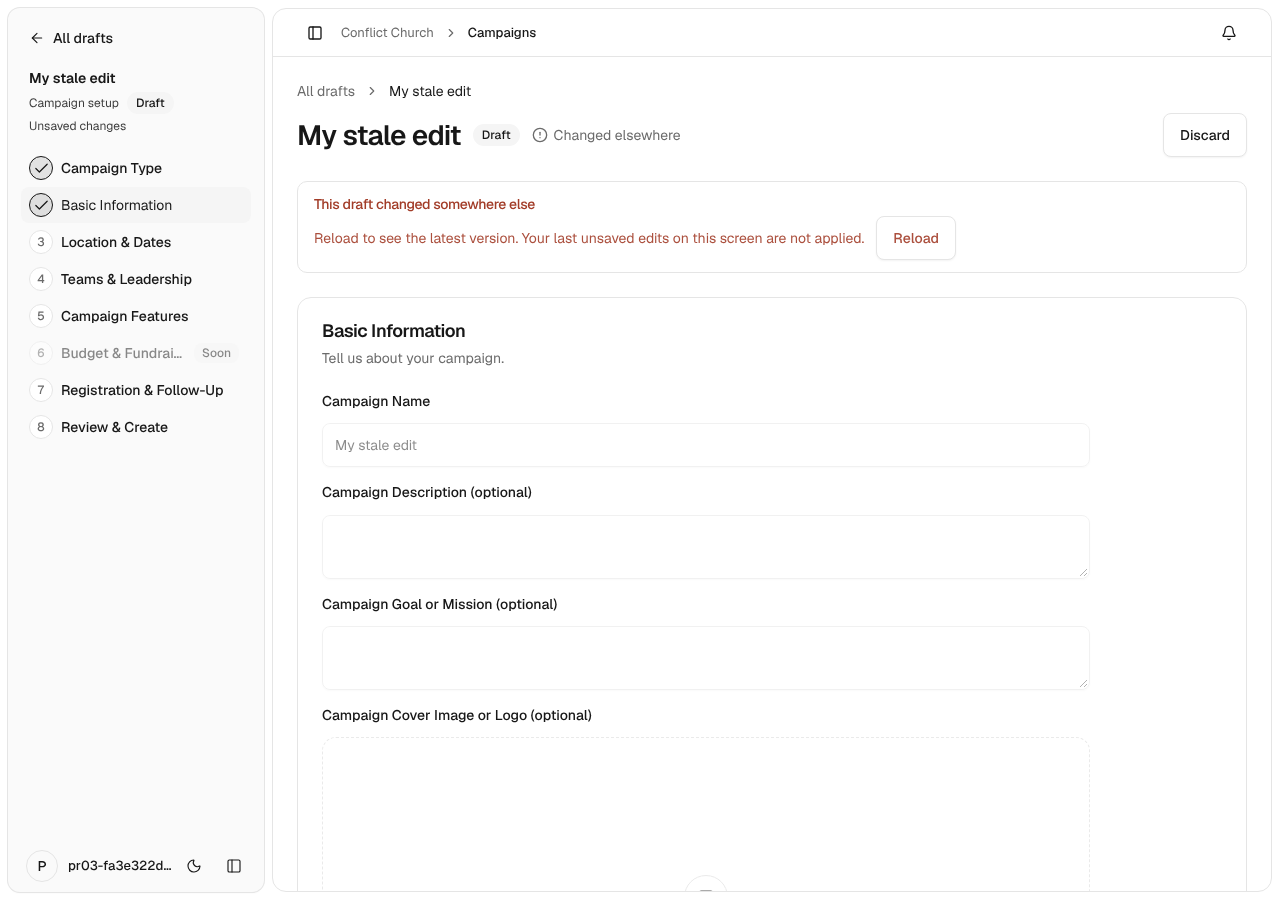 All drafts
My stale edit
Campaign setup Draft
Unsaved changes
Campaign Type
Basic Information
3 Location & Dates
4 Teams & Leadership
5 Campaign Features
6 Budget & Fundrai... Soon
7 Registration & Follow-Up
8 Review & Create
P pr03-fa3e322d...
Conflict Church > Campaigns
All drafts > My stale edit
My stale edit Draft Changed elsewhere Discard
This draft changed somewhere else
Reload to see the latest version. Your last unsaved edits on this screen are not applied. Reload
Basic Information
Tell us about your campaign.
Campaign Name
My stale edit
Campaign Description (optional)
Campaign Goal or Mission (optional)
Campaign Cover Image or Logo (optional)